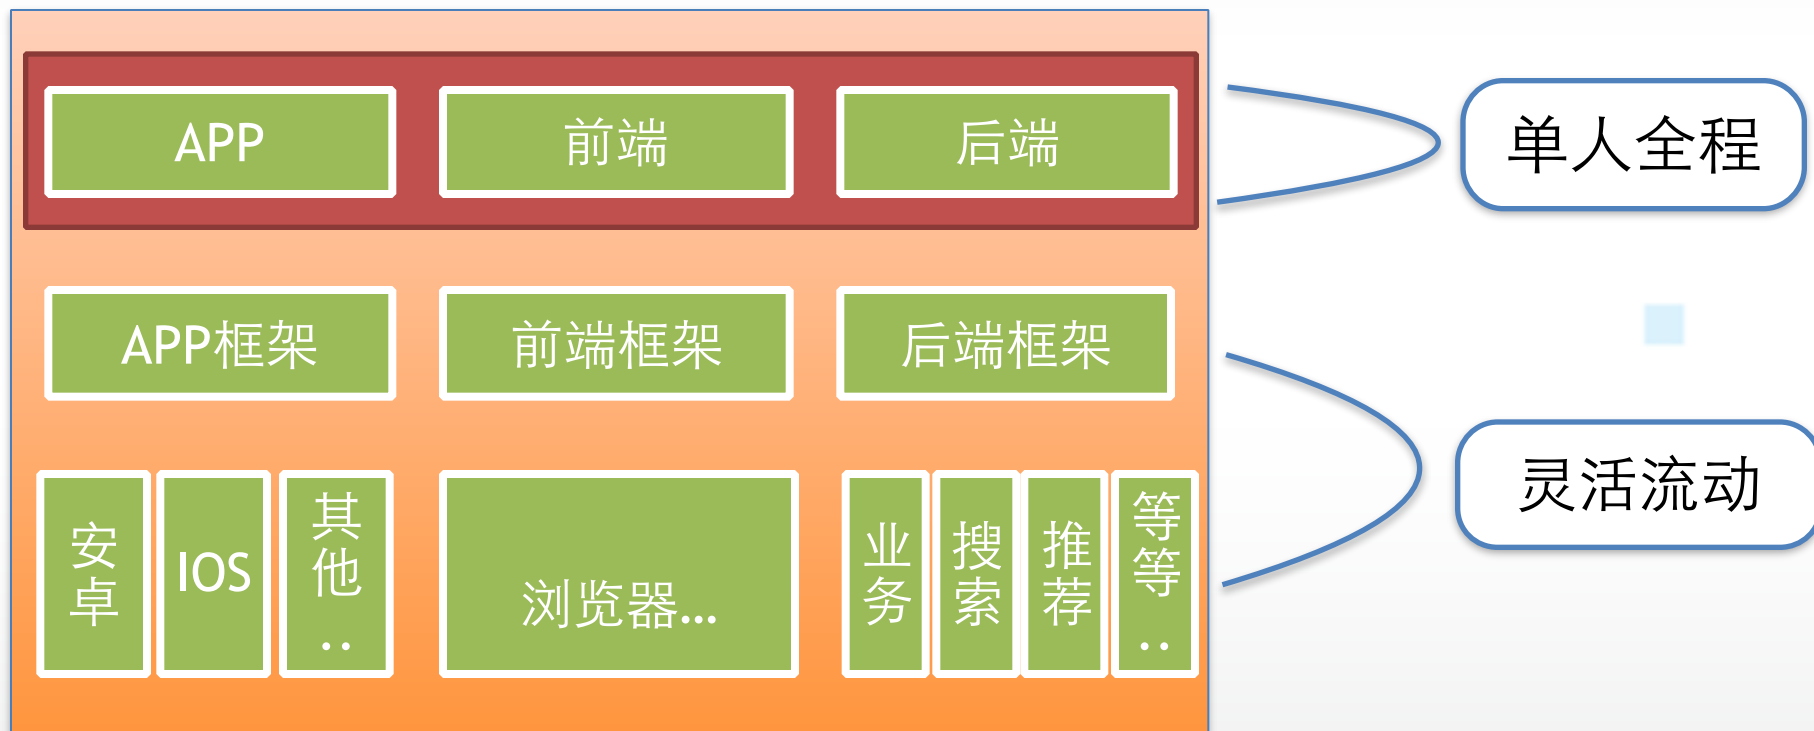 APP
前端
后端
单人全程
APP框架
前端框架
后端框架
灵活流动
安
卓
IOS
其
他
..
浏览器...
业
务
搜
索
推
荐
等
等
..